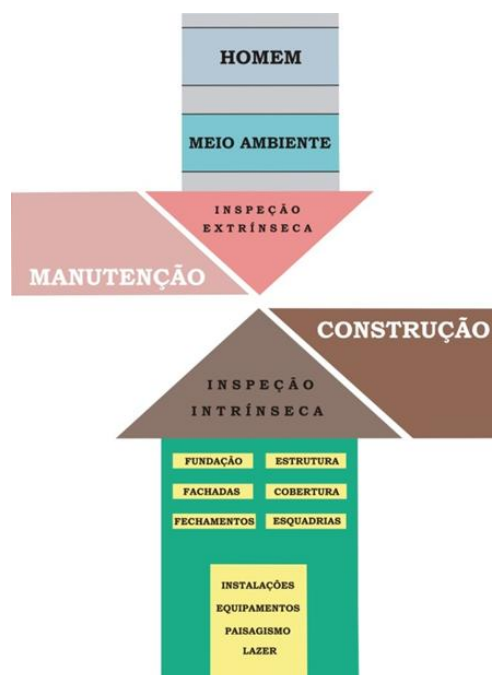 HOMEM
MEIO AMBIENTE
INSPEÇÃO
EXTRÍNSECA
MANUTENÇÃO
CONSTRUÇÃO
INSPEÇÃO
INTRÍNSECA
FUNDAÇÃO ESTRUTURA
FACHADAS COBERTURA
FECHAMENTOS ESQUADRIAS
INSTALAÇÕES
EQUIPAMENTOS
PAISAGISMO
LAZER